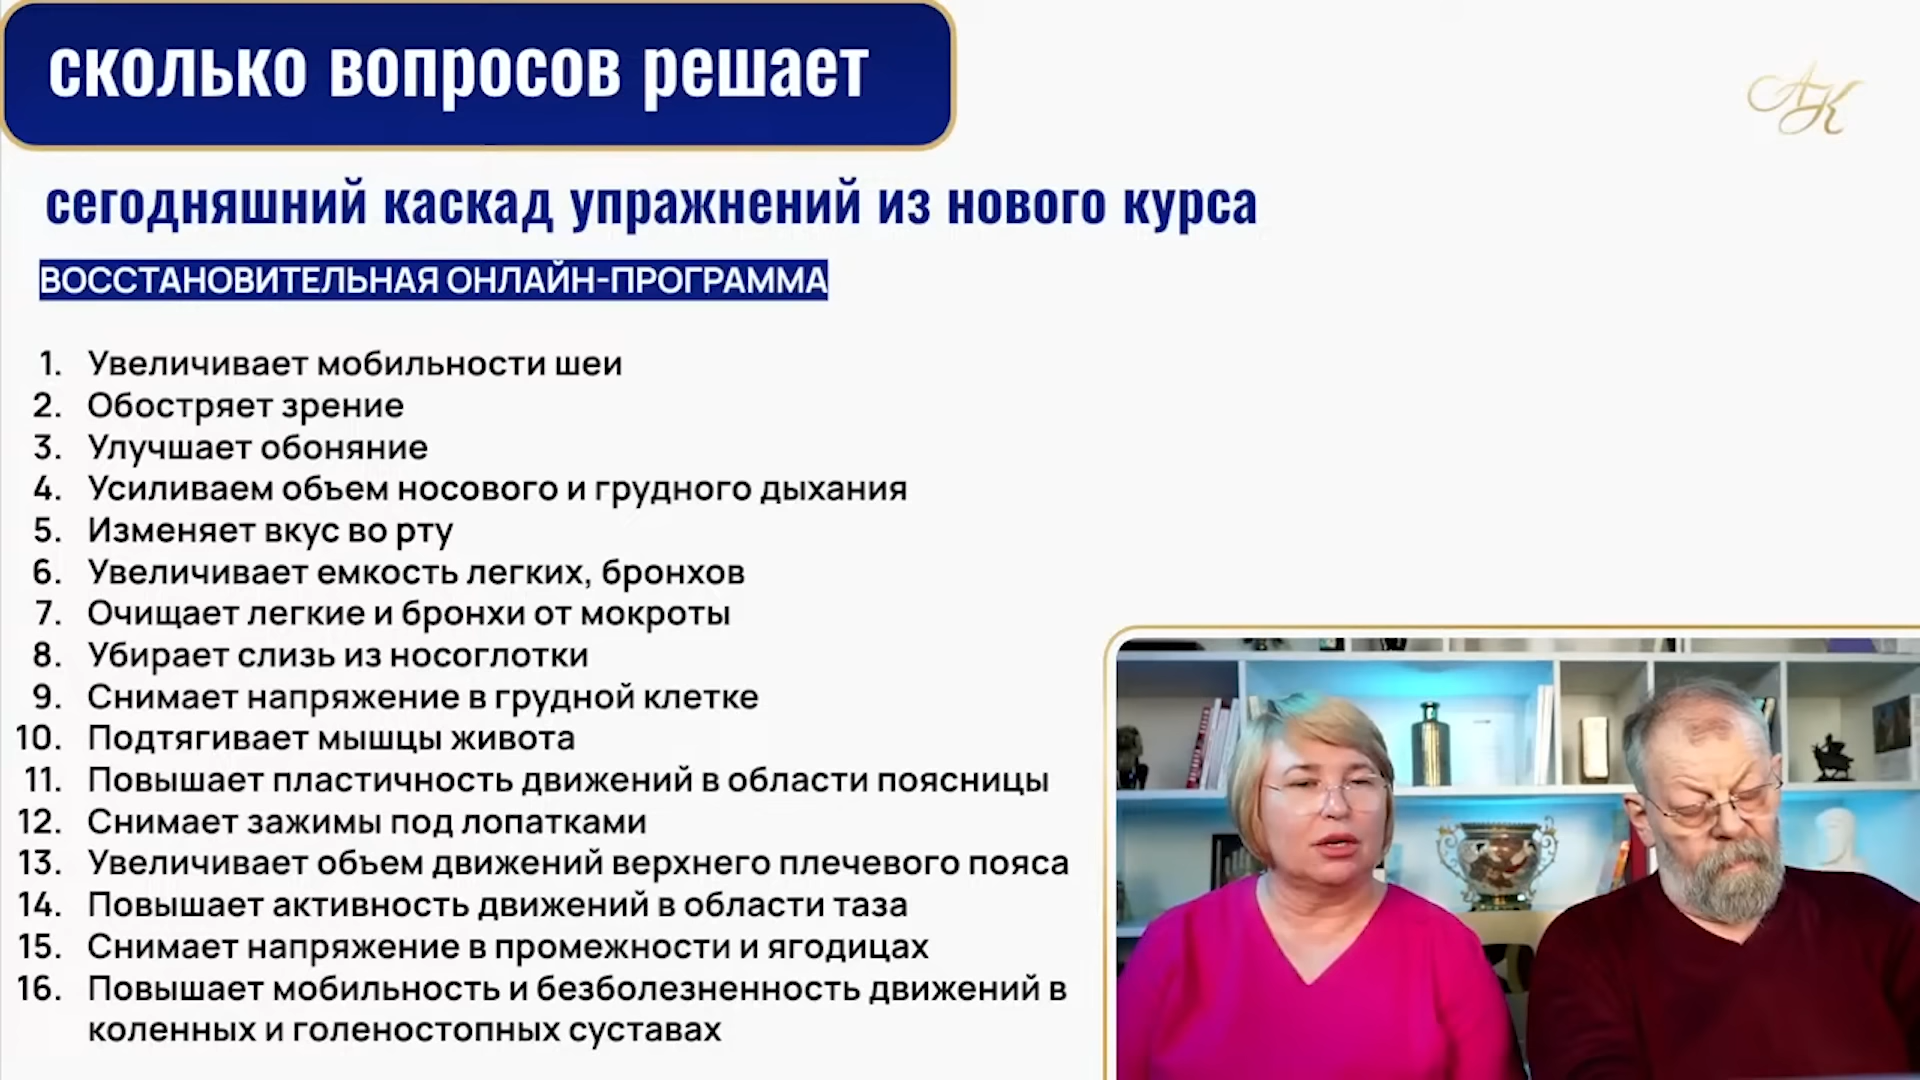 сколько вопросов решает
АК
сегодняшний каскад упражнений из нового курса
ВОССТАНОВИТЕЛЬНАЯ ОНЛАЙН-ПРОГРАММА
1. Увеличивает мобильности шеи
2. Обостряет зрение
3. Улучшает обоняние
4. Усиливаем объем носового и грудного дыхания
5. Изменяет вкус во рту
6. Увеличивает емкость легких, бронхов
7. Очищает легкие и бронхи от мокроты
8. Убирает слизь из носоглотки
9. Снимает напряжение в грудной клетке
10. Подтягивает мышцы живота
11. Повышает пластичность движений в области поясницы
12. Снимает зажимы под лопатками
13. Увеличивает объем движений верхнего плечевого пояса
14. Повышает активность движений в области таза
15. Снимает напряжение в промежности и ягодицах
16. Повышает мобильность и безболезненность движений в
коленных и голеностопных суставах